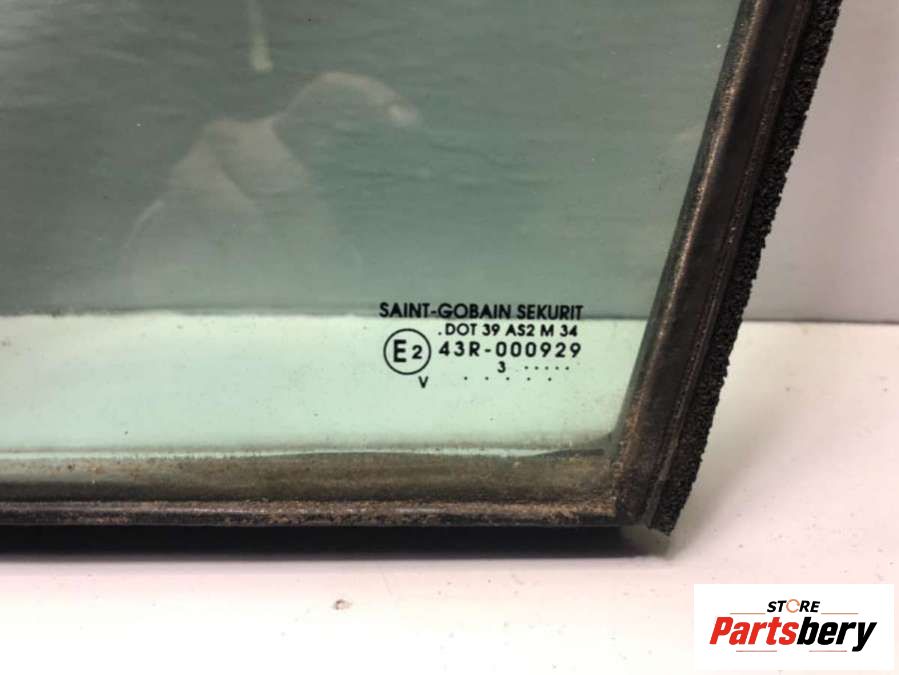 SAINT-GOBAIN SEKURIT
.DOT 39 AS2 M 34
E2 43R-000929
3 .....
V . . . . .
STORE
Partsbery